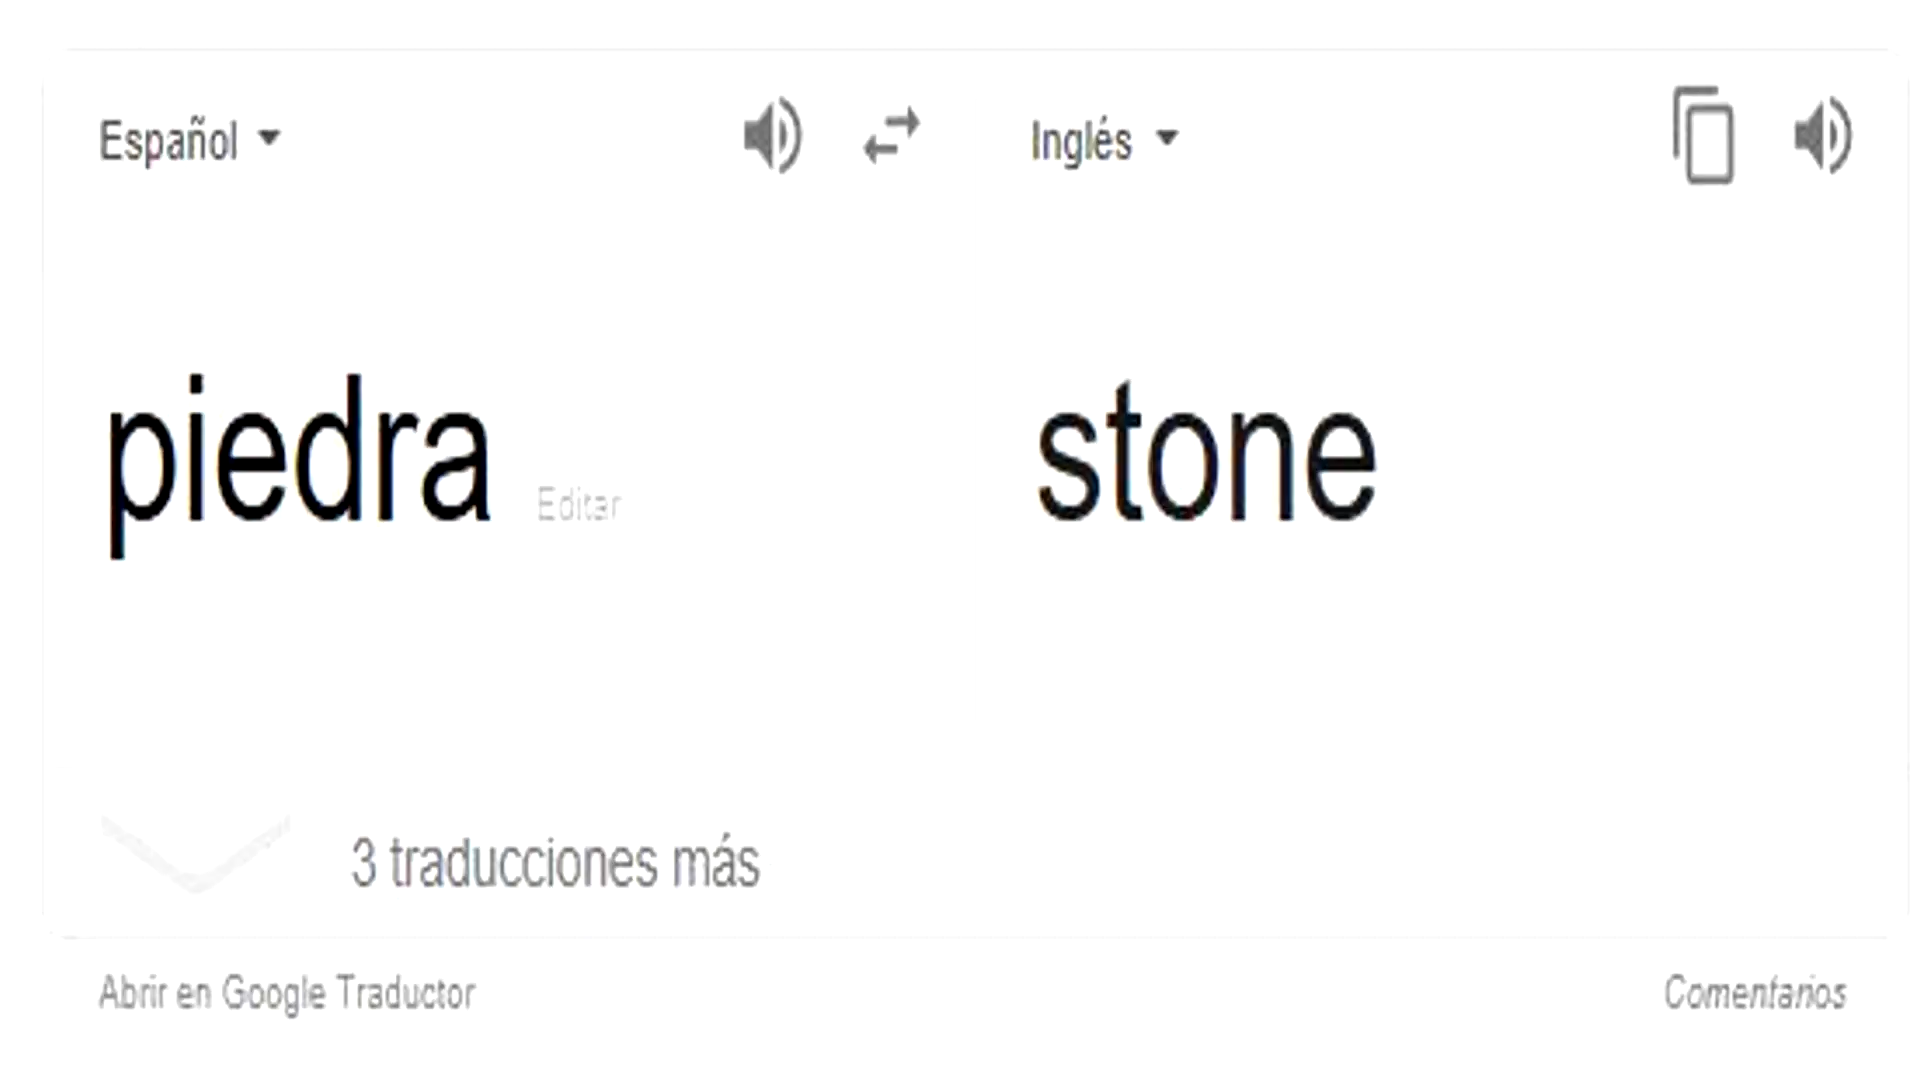 Español Inglés
piedra Editar stone
3 traducciones más
Abrir en Google Traductor Comentarios